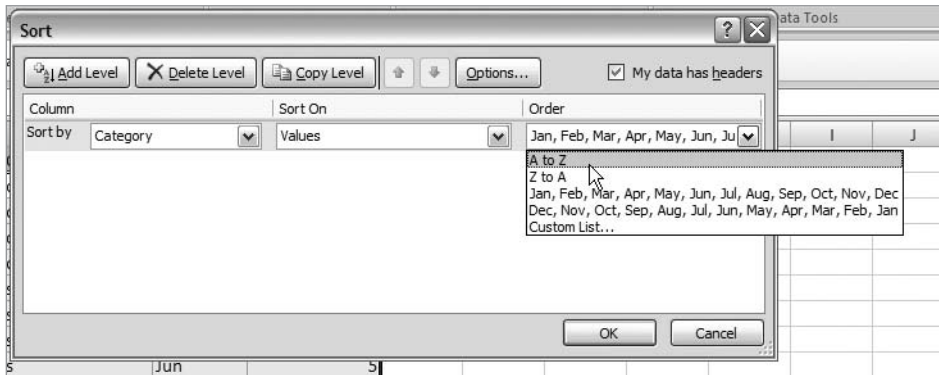 ata Tools
Sort
Add Level Delete Level Copy Level Options... My data has headers
Column Sort On Order
Sort by Category Values Jan, Feb, Mar, Apr, May, Jun, Ju
I J
A to Z
Z to A
Jan, Feb, Mar, Apr, May, Jun, Jul, Aug, Sep, Oct, Nov, Dec
Dec, Nov, Oct, Sep, Aug, Jul, Jun, May, Apr, Mar, Feb, Jan
Custom List...
OK Cancel
s Jun 5